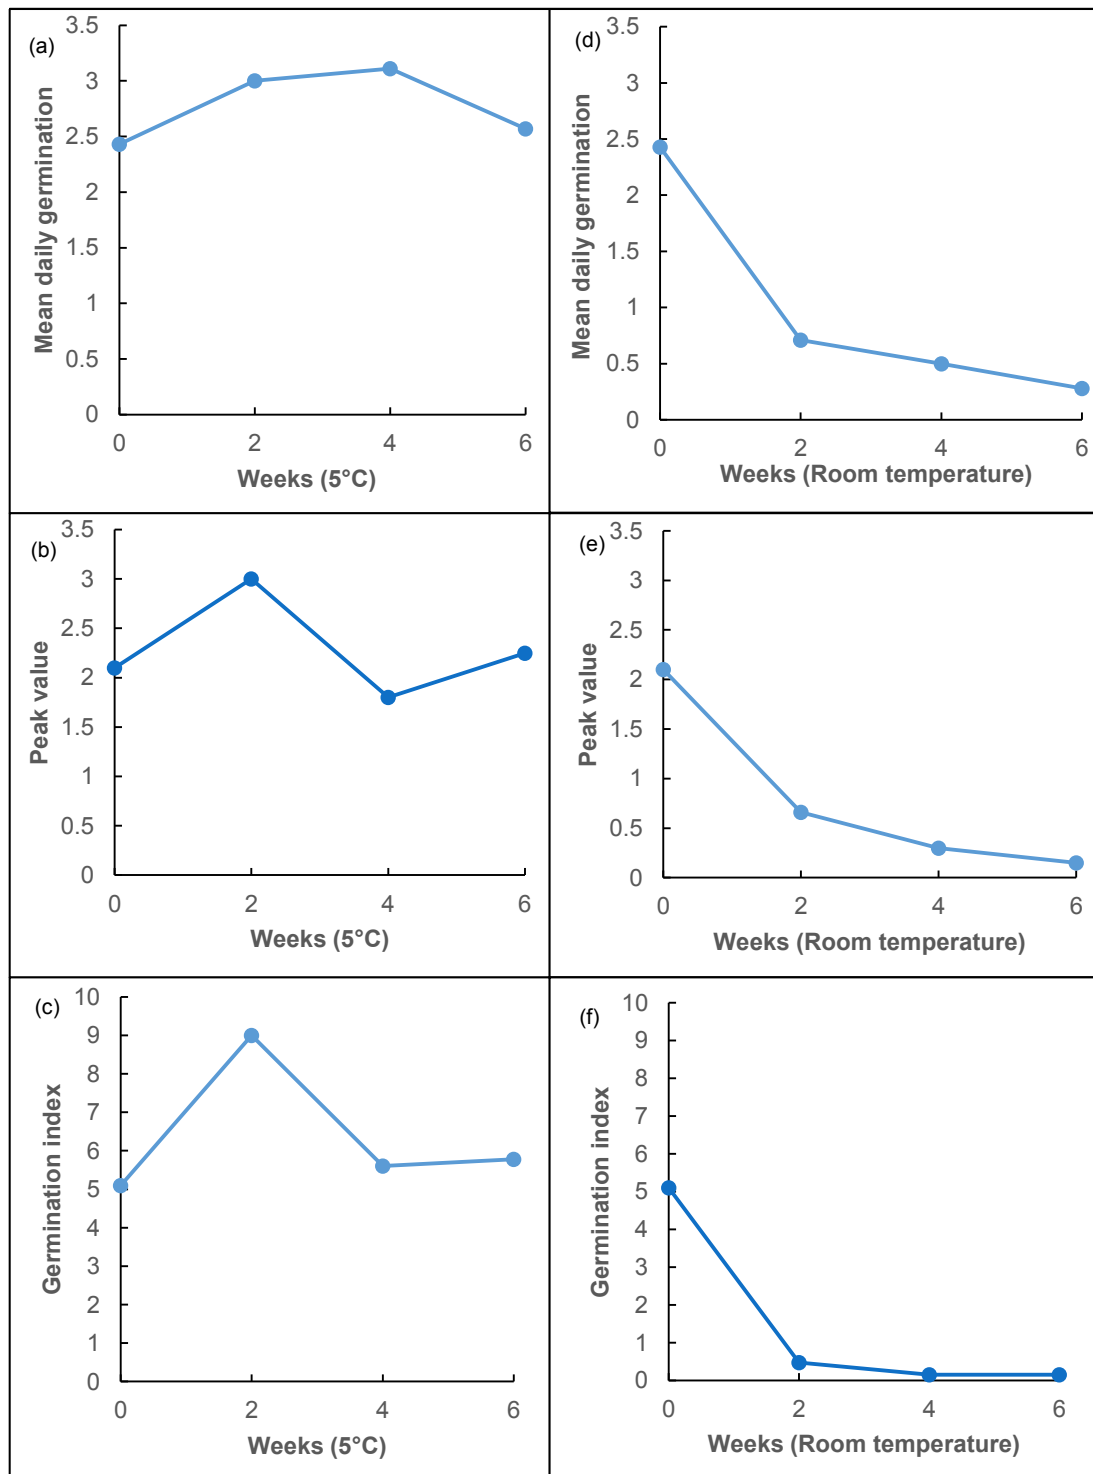 (a)
3.5
3
2.5
2
1.5
1
0.5
0
Mean daily germination
0 2 4 6
Weeks (5°C)
(d)
3.5
3
2.5
2
1.5
1
0.5
0
Mean daily germination
0 2 4 6
Weeks (Room temperature)
(b)
3.5
3
2.5
2
1.5
1
0.5
0
Peak value
0 2 4 6
Weeks (5°C)
(e)
3.5
3
2.5
2
1.5
1
0.5
0
Peak value
0 2 4 6
Weeks (Room temperature)
(c)
10
9
8
7
6
5
4
3
2
1
0
Germination index
0 2 4 6
Weeks (5°C)
(f)
10
9
8
7
6
5
4
3
2
1
0
Germination index
0 2 4 6
Weeks (Room temperature)